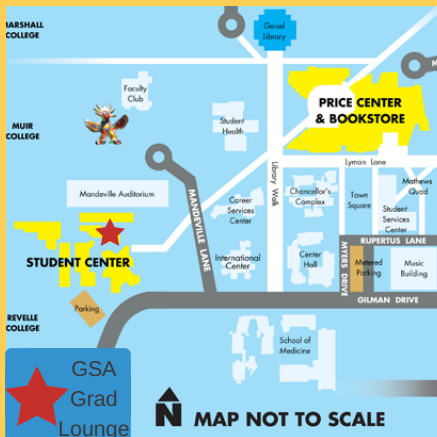 MARSHALL
COLLEGE
Geisel
Library
Faculty
Club
PRICE CENTER
& BOOKSTORE
MUIR
COLLEGE
Student
Health
Lyman Lane
Library Walk
Mandeville Auditorium
MANDEVILLE LANE
Career
Services
Center
Chancellor's
Complex
Town
Square
Mathews
Quad
Student
Services
Center
RUPERTUS LANE
STUDENT CENTER
International
Center
Center
Hall
MYERS DRIVE
Metered
Parking
Music
Building
GILMAN DRIVE
Parking
REVELLE
COLLEGE
School of
Medicine
GSA
Grad
Lounge
N
MAP NOT TO SCALE